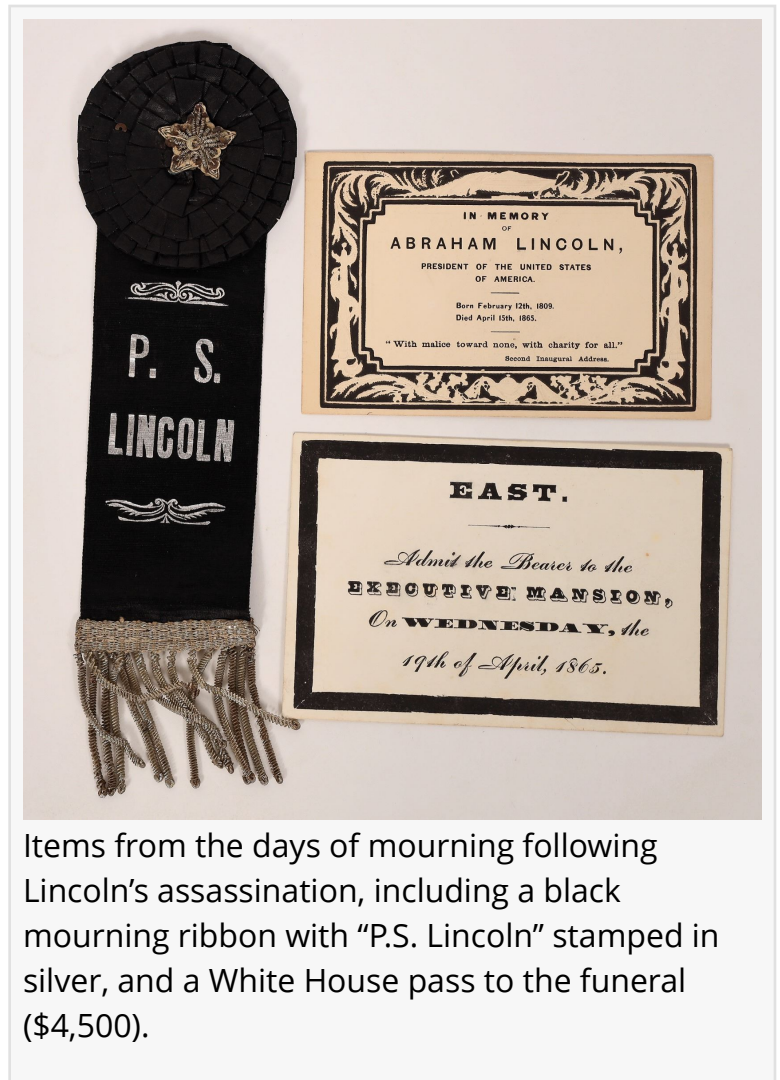 P. S.
LINCOLN
IN MEMORY
OF
ABRAHAM LINCOLN,
PRESIDENT OF THE UNITED STATES
OF AMERICA.
Born February 12th, 1809.
Died April 15th, 1865.
"With malice toward none, with charity for all."
Second Inaugural Address.
EAST.
Admit the Bearer to the
EXECUTIVE MANSION,
On WEDNESDAY, the
19th of April, 1865.
Items from the days of mourning following
Lincoln’s assassination, including a black
mourning ribbon with “P.S. Lincoln” stamped in
silver, and a White House pass to the funeral
($4,500).